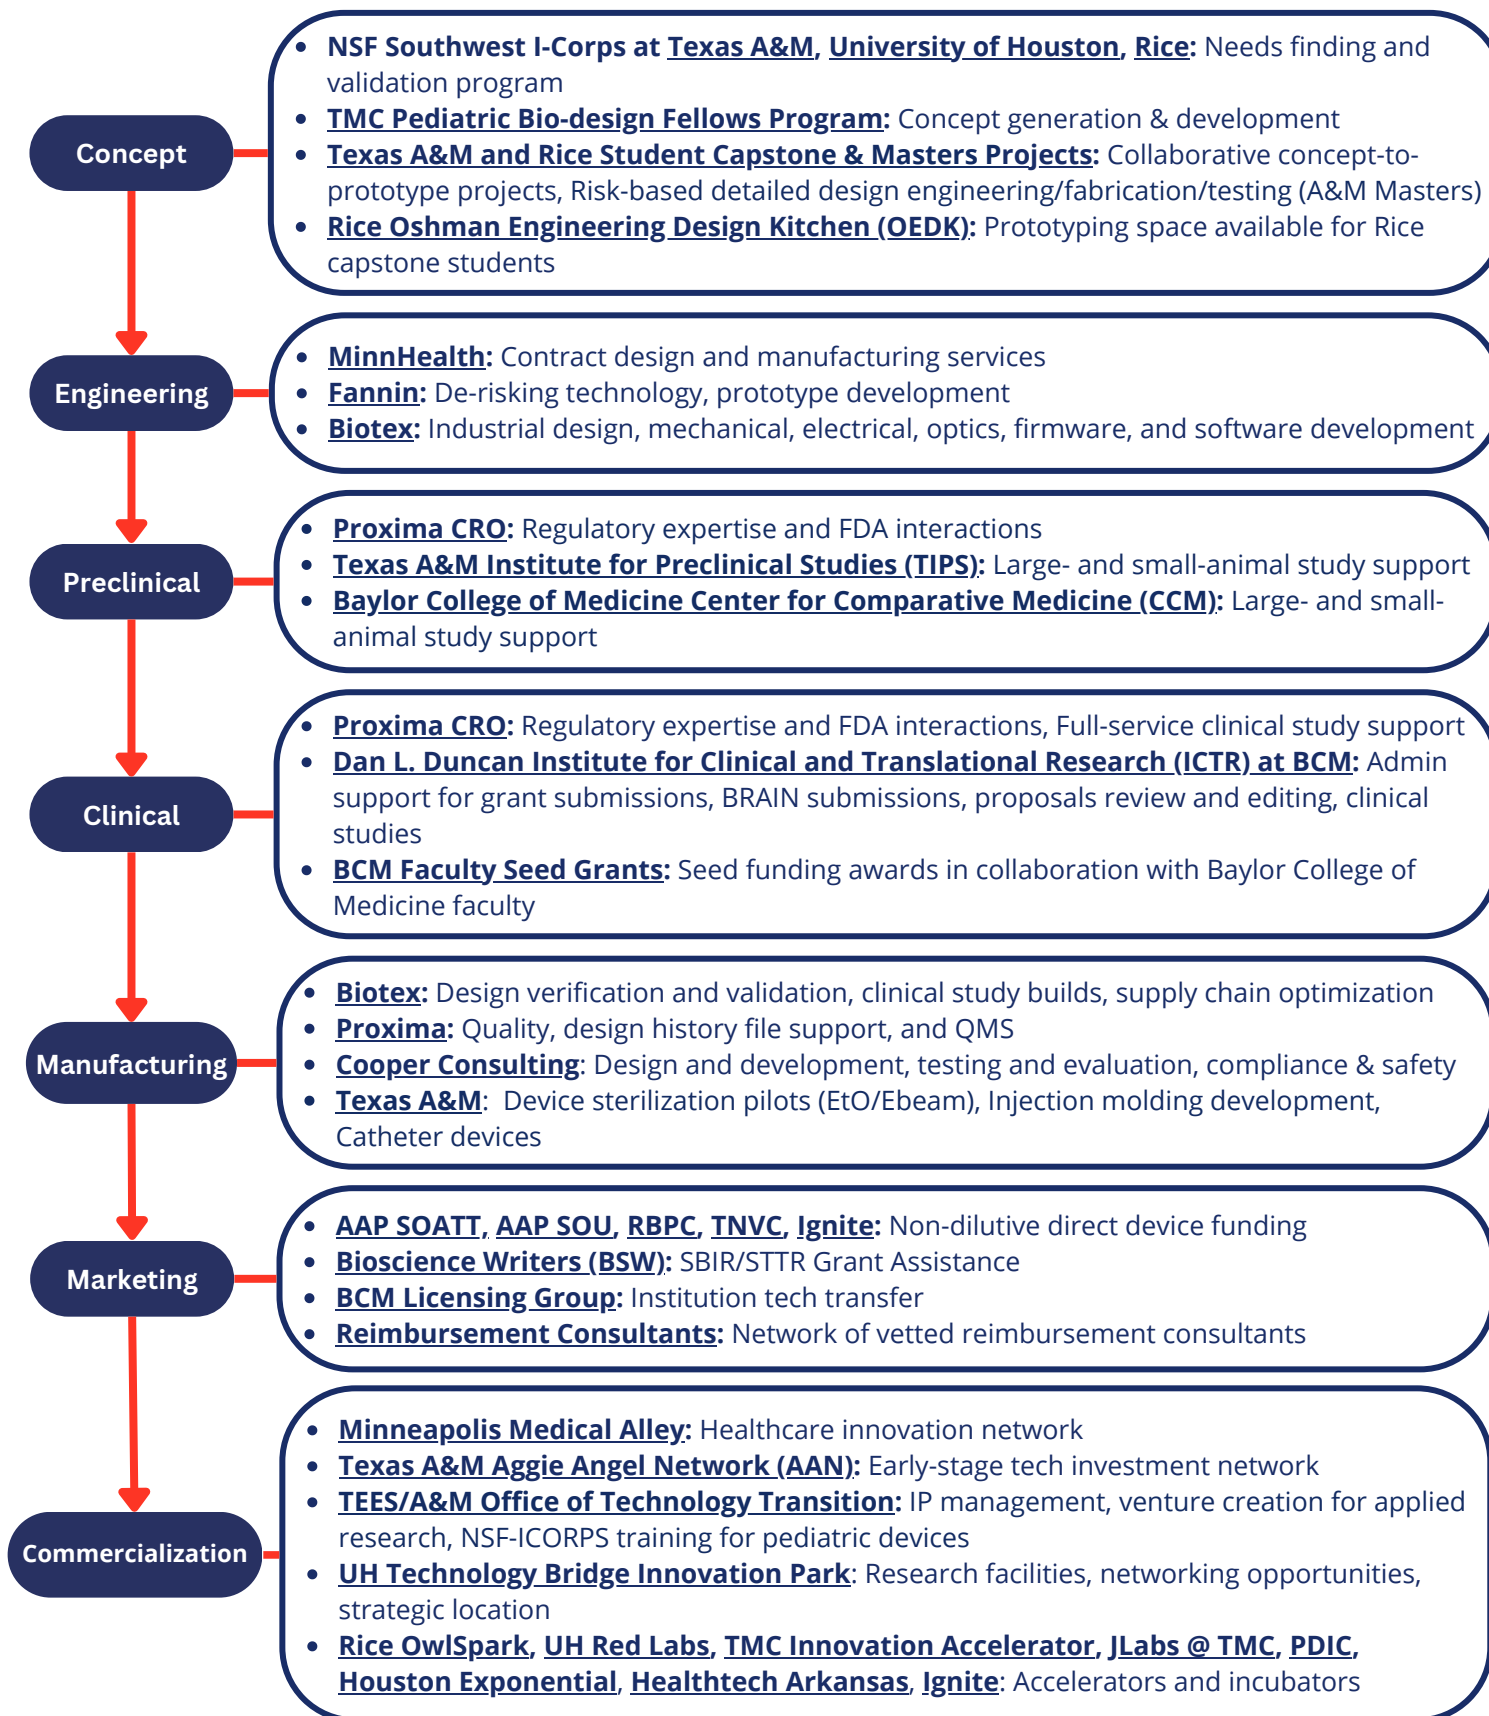 • NSF Southwest I-Corps at Texas A&M, University of Houston, Rice: Needs finding and
validation program
• TMC Pediatric Bio-design Fellows Program: Concept generation & development
• Texas A&M and Rice Student Capstone & Masters Projects: Collaborative concept-to-
prototype projects, Risk-based detailed design engineering/fabrication/testing (A&M Masters)
• Rice Oshman Engineering Design Kitchen (OEDK): Prototyping space available for Rice
capstone students
Concept
• MinnHealth: Contract design and manufacturing services
• Fannin: De-risking technology, prototype development
• Biotex: Industrial design, mechanical, electrical, optics, firmware, and software development
Engineering
• Proxima CRO: Regulatory expertise and FDA interactions
• Texas A&M Institute for Preclinical Studies (TIPS): Large- and small-animal study support
• Baylor College of Medicine Center for Comparative Medicine (CCM): Large- and small-
animal study support
Preclinical
• Proxima CRO: Regulatory expertise and FDA interactions, Full-service clinical study support
• Dan L. Duncan Institute for Clinical and Translational Research (ICTR) at BCM: Admin
support for grant submissions, BRAIN submissions, proposals review and editing, clinical
studies
• BCM Faculty Seed Grants: Seed funding awards in collaboration with Baylor College of
Medicine faculty
Clinical
• Biotex: Design verification and validation, clinical study builds, supply chain optimization
• Proxima: Quality, design history file support, and QMS
• Cooper Consulting: Design and development, testing and evaluation, compliance & safety
• Texas A&M: Device sterilization pilots (EtO/Ebeam), Injection molding development,
Catheter devices
Manufacturing
• AAP SOATT, AAP SOU, RBPC, TNVC, Ignite: Non-dilutive direct device funding
• Bioscience Writers (BSW): SBIR/STTR Grant Assistance
• BCM Licensing Group: Institution tech transfer
• Reimbursement Consultants: Network of vetted reimbursement consultants
Marketing
• Minneapolis Medical Alley: Healthcare innovation network
• Texas A&M Aggie Angel Network (AAN): Early-stage tech investment network
• TEES/A&M Office of Technology Transition: IP management, venture creation for applied
research, NSF-ICORPS training for pediatric devices
• UH Technology Bridge Innovation Park: Research facilities, networking opportunities,
strategic location
• Rice OwlSpark, UH Red Labs, TMC Innovation Accelerator, JLabs @ TMC, PDIC,
Houston Exponential, Healthtech Arkansas, Ignite: Accelerators and incubators
Commercialization